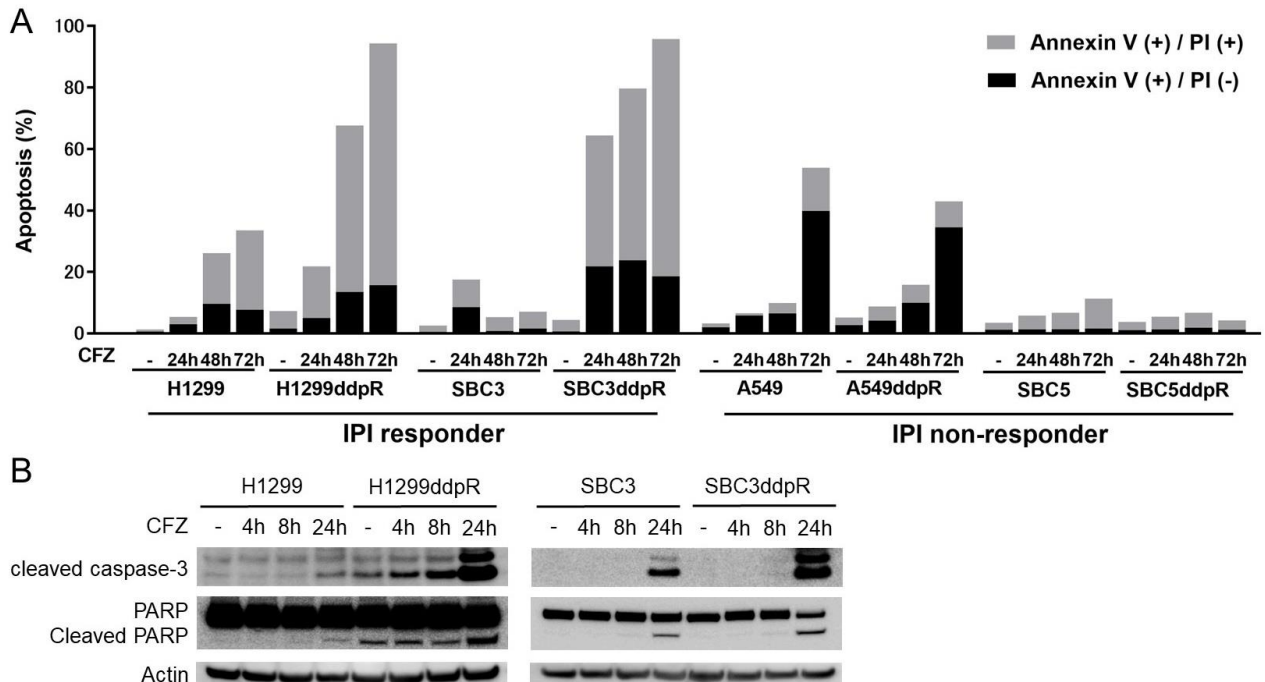 A
100
80
60
40
20
0
Apoptosis (%)
Annexin V (+) / PI (+)
Annexin V (+) / PI (-)
CFZ
- 24h 48h 72h - 24h 48h 72h - 24h 48h 72h - 24h 48h 72h - 24h 48h 72h - 24h 48h 72h - 24h 48h 72h - 24h 48h 72h
H1299 H1299ddpR SBC3 SBC3ddpR A549 A549ddpR SBC5 SBC5ddpR
IPI responder IPI non-responder
B
H1299 H1299ddpR SBC3 SBC3ddpR
CFZ - 4h 8h 24h - 4h 8h 24h - 4h 8h 24h - 4h 8h 24h
cleaved caspase-3
PARP
Cleaved PARP
Actin